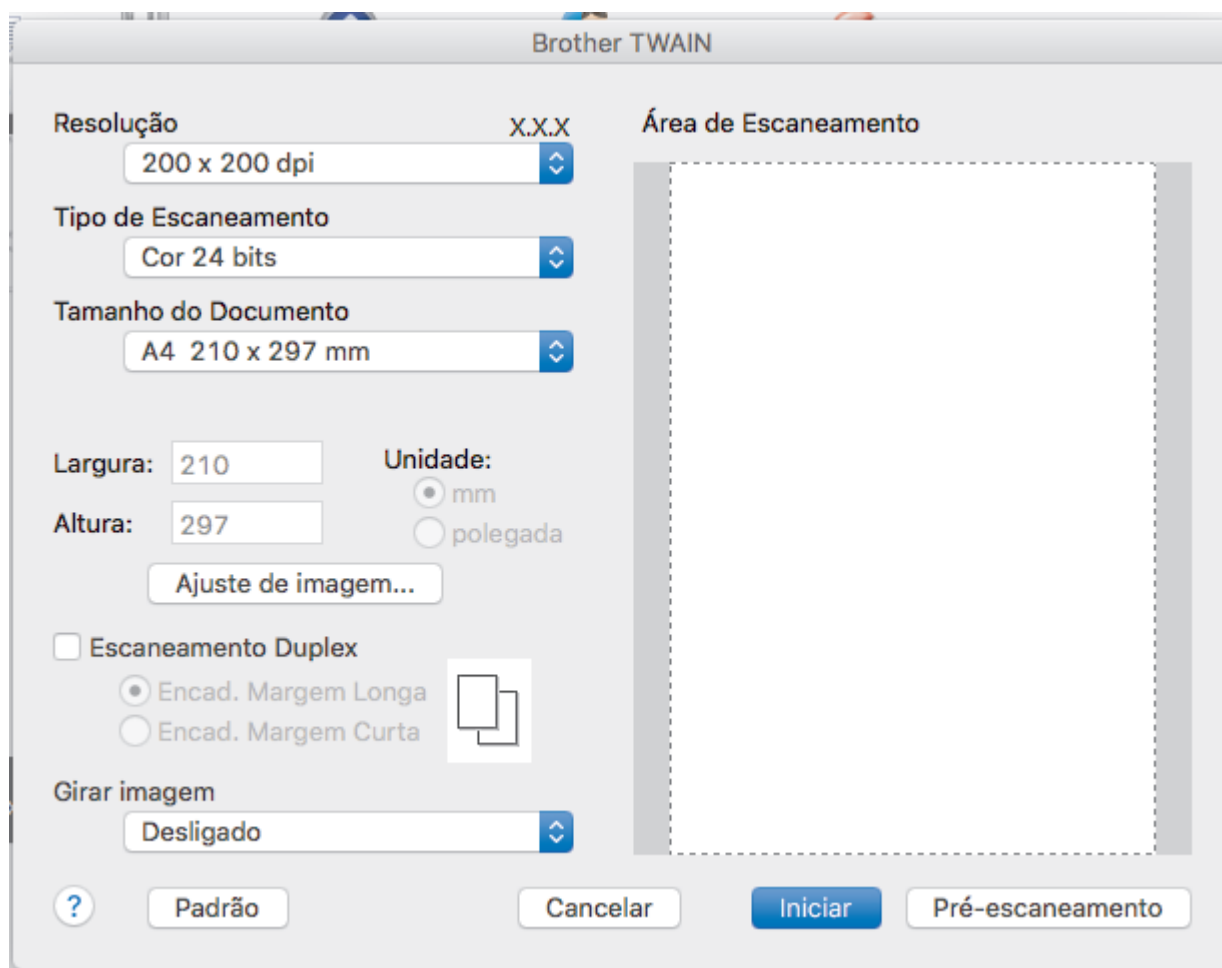 Brother TWAIN
Resolução X.X.X
200 x 200 dpi
Tipo de Escaneamento
Cor 24 bits
Tamanho do Documento
A4 210 x 297 mm
Largura: 210
Altura: 297
Unidade:
mm
polegada
Ajuste de imagem...
Escaneamento Duplex
Encad. Margem Longa
Encad. Margem Curta
Girar imagem
Desligado
Área de Escaneamento
? Padrão Cancelar Iniciar Pré-escaneamento